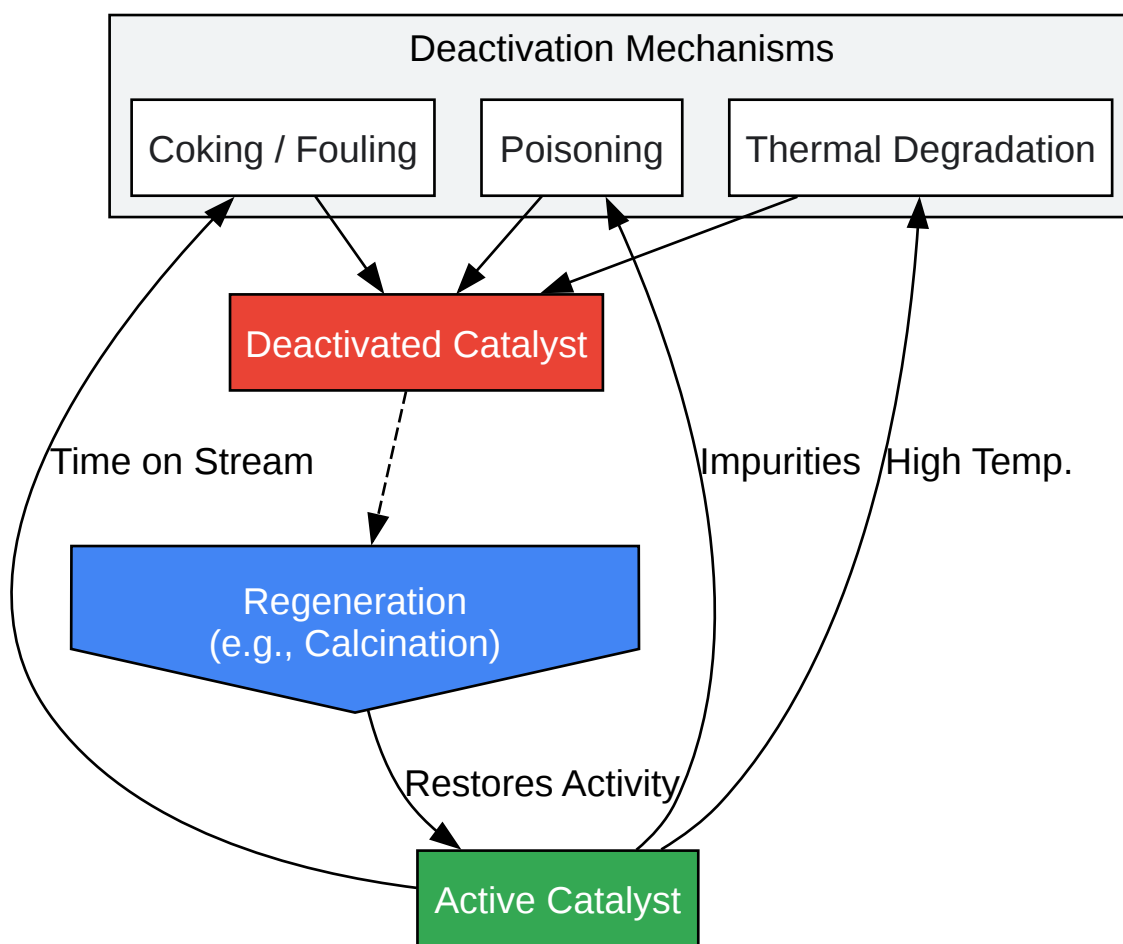 Deactivation Mechanisms
Coking / Fouling
Poisoning
Thermal Degradation
Deactivated Catalyst
Time on Stream
Impurities
High Temp.
Regeneration
(e.g., Calcination)
Restores Activity
Active Catalyst